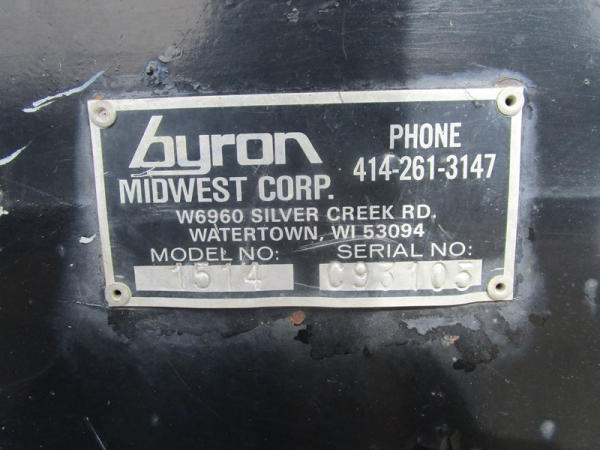 byron
MIDWEST CORP.
PHONE
414-261-3147
W6960 SILVER CREEK RD.
WATERTOWN, WI 53094
MODEL NO: SERIAL NO:
1514 C93105